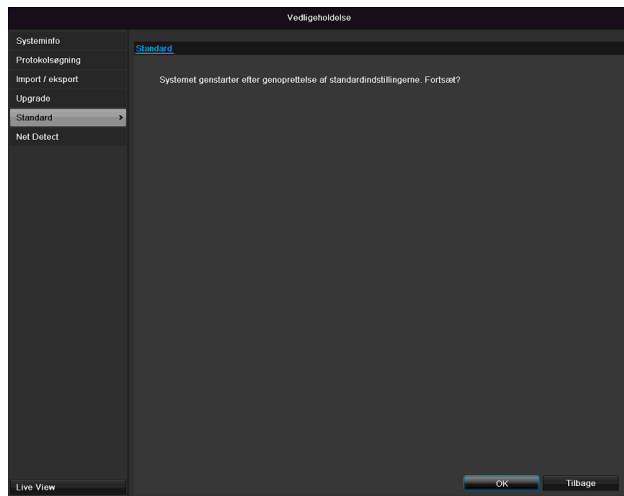 Vedligeholdelse
Systeminfo
Protokolsøgning
Import / eksport
Upgrade
Standard
Net Detect
Live View
Standard
Systemet genstarter efter genoprettelse af standardindstillingerne. Fortsæt?
OK
Tilbage